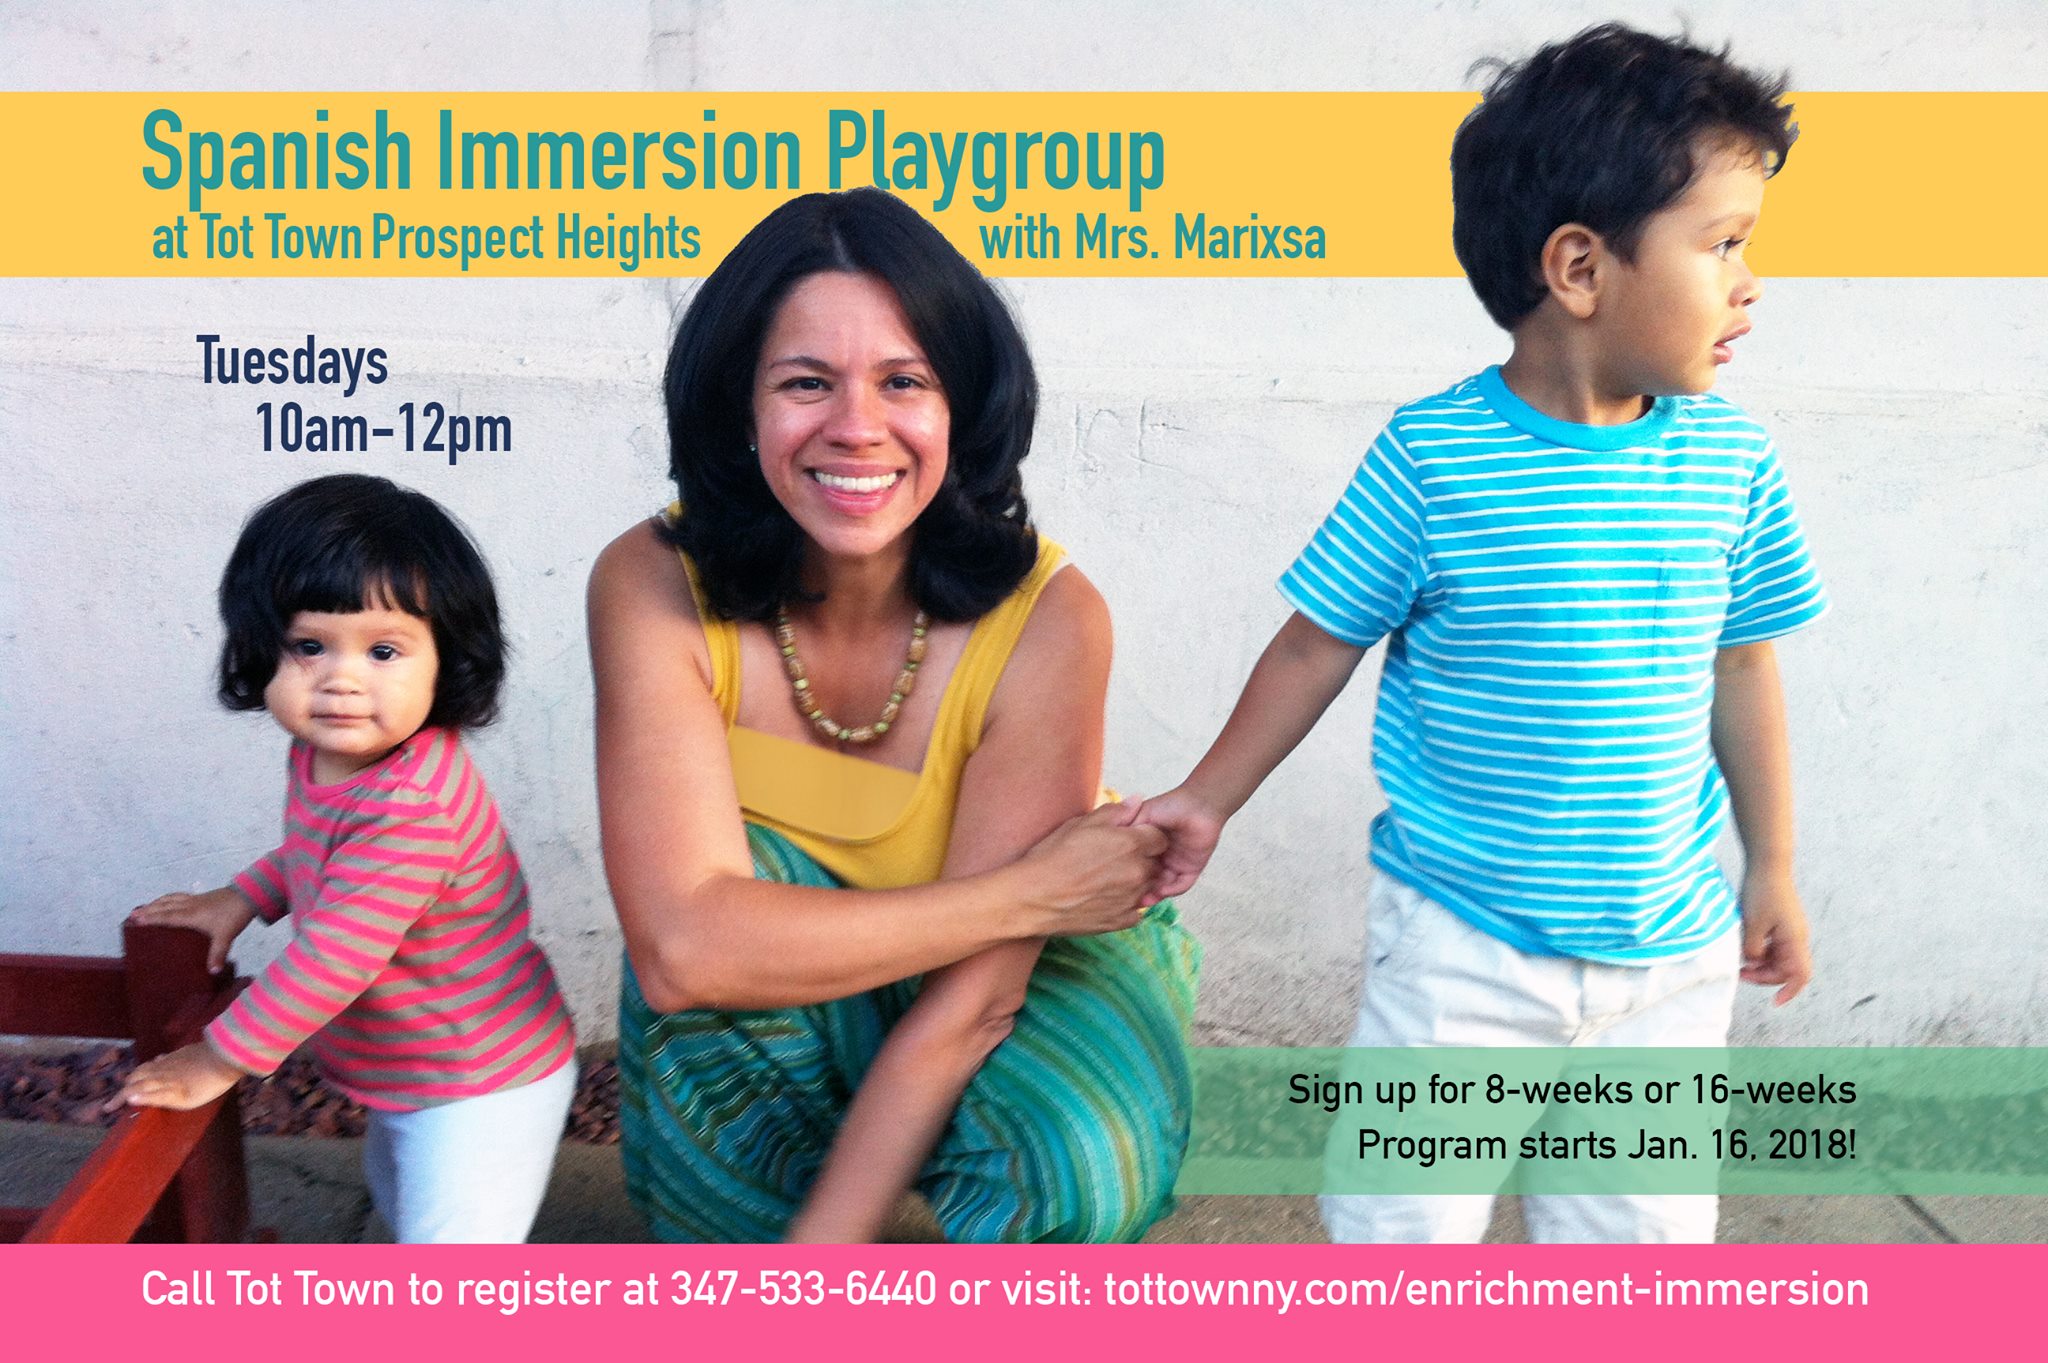 Spanish Immersion Playgroup
at Tot Town Prospect Heights with Mrs. Marixsa
Tuesdays
10am-12pm
Sign up for 8-weeks or 16-weeks
Program starts Jan. 16, 2018!
Call Tot Town to register at 347-533-6440 or visit: tottownny.com/enrichment-immersion